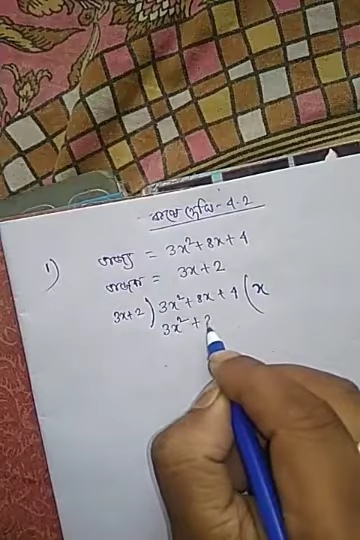 কষে দেখি - 4.2
1) ভাজ্য = 3x² + 8x + 4
ভাজক = 3x + 2
3x+2 ) 3x² + 8x + 4 ( x
3x² + 2